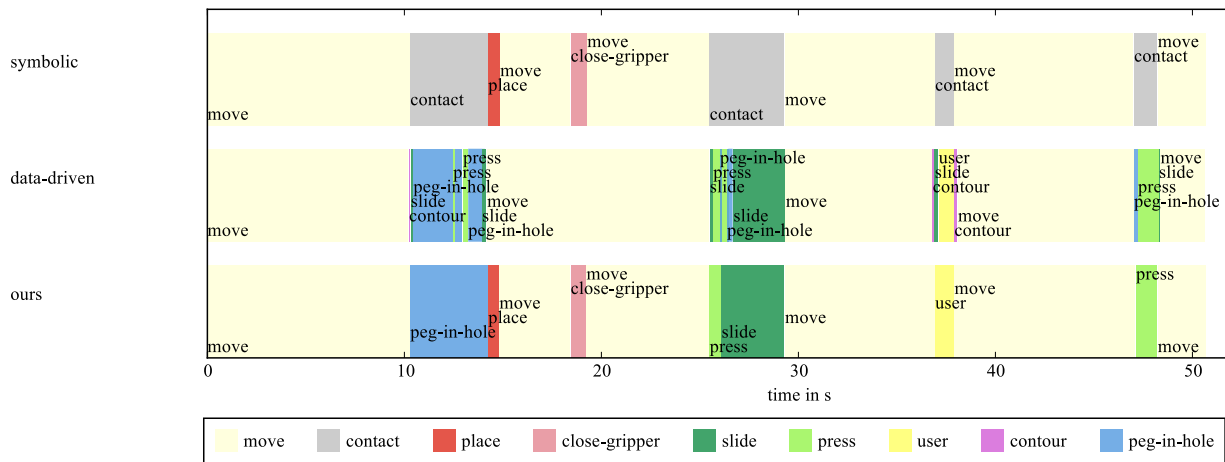 symbolic
move
contact
place
move
close-gripper
move
contact
move
contact
move
contact
move
data-driven
move
contour
slide
peg-in-hole
press
press
peg-in-hole
slide
move
slide
press
peg-in-hole
peg-in-hole
slide
move
contour
slide
user
contour
move
peg-in-hole
press
slide
move
ours
move
peg-in-hole
place
move
close-gripper
move
press
slide
move
user
move
press
move
0 10 20 30 40 50
time in s
move contact place close-gripper slide press user contour peg-in-hole